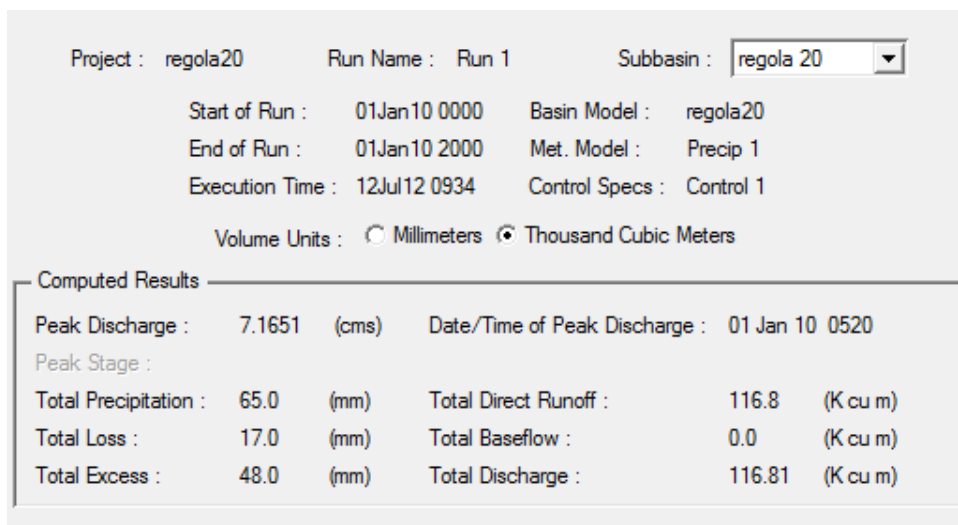 Project : regola20 Run Name : Run 1 Subbasin : regola 20
Start of Run : 01Jan10 0000 Basin Model : regola20
End of Run : 01Jan10 2000 Met. Model : Precip 1
Execution Time : 12Jul12 0934 Control Specs : Control 1
Volume Units : Millimeters Thousand Cubic Meters
Computed Results
Peak Discharge : 7.1651 (cms) Date/Time of Peak Discharge : 01 Jan 10 0520
Peak Stage :
Total Precipitation : 65.0 (mm) Total Direct Runoff : 116.8 (K cu m)
Total Loss : 17.0 (mm) Total Baseflow : 0.0 (K cu m)
Total Excess : 48.0 (mm) Total Discharge : 116.81 (K cu m)